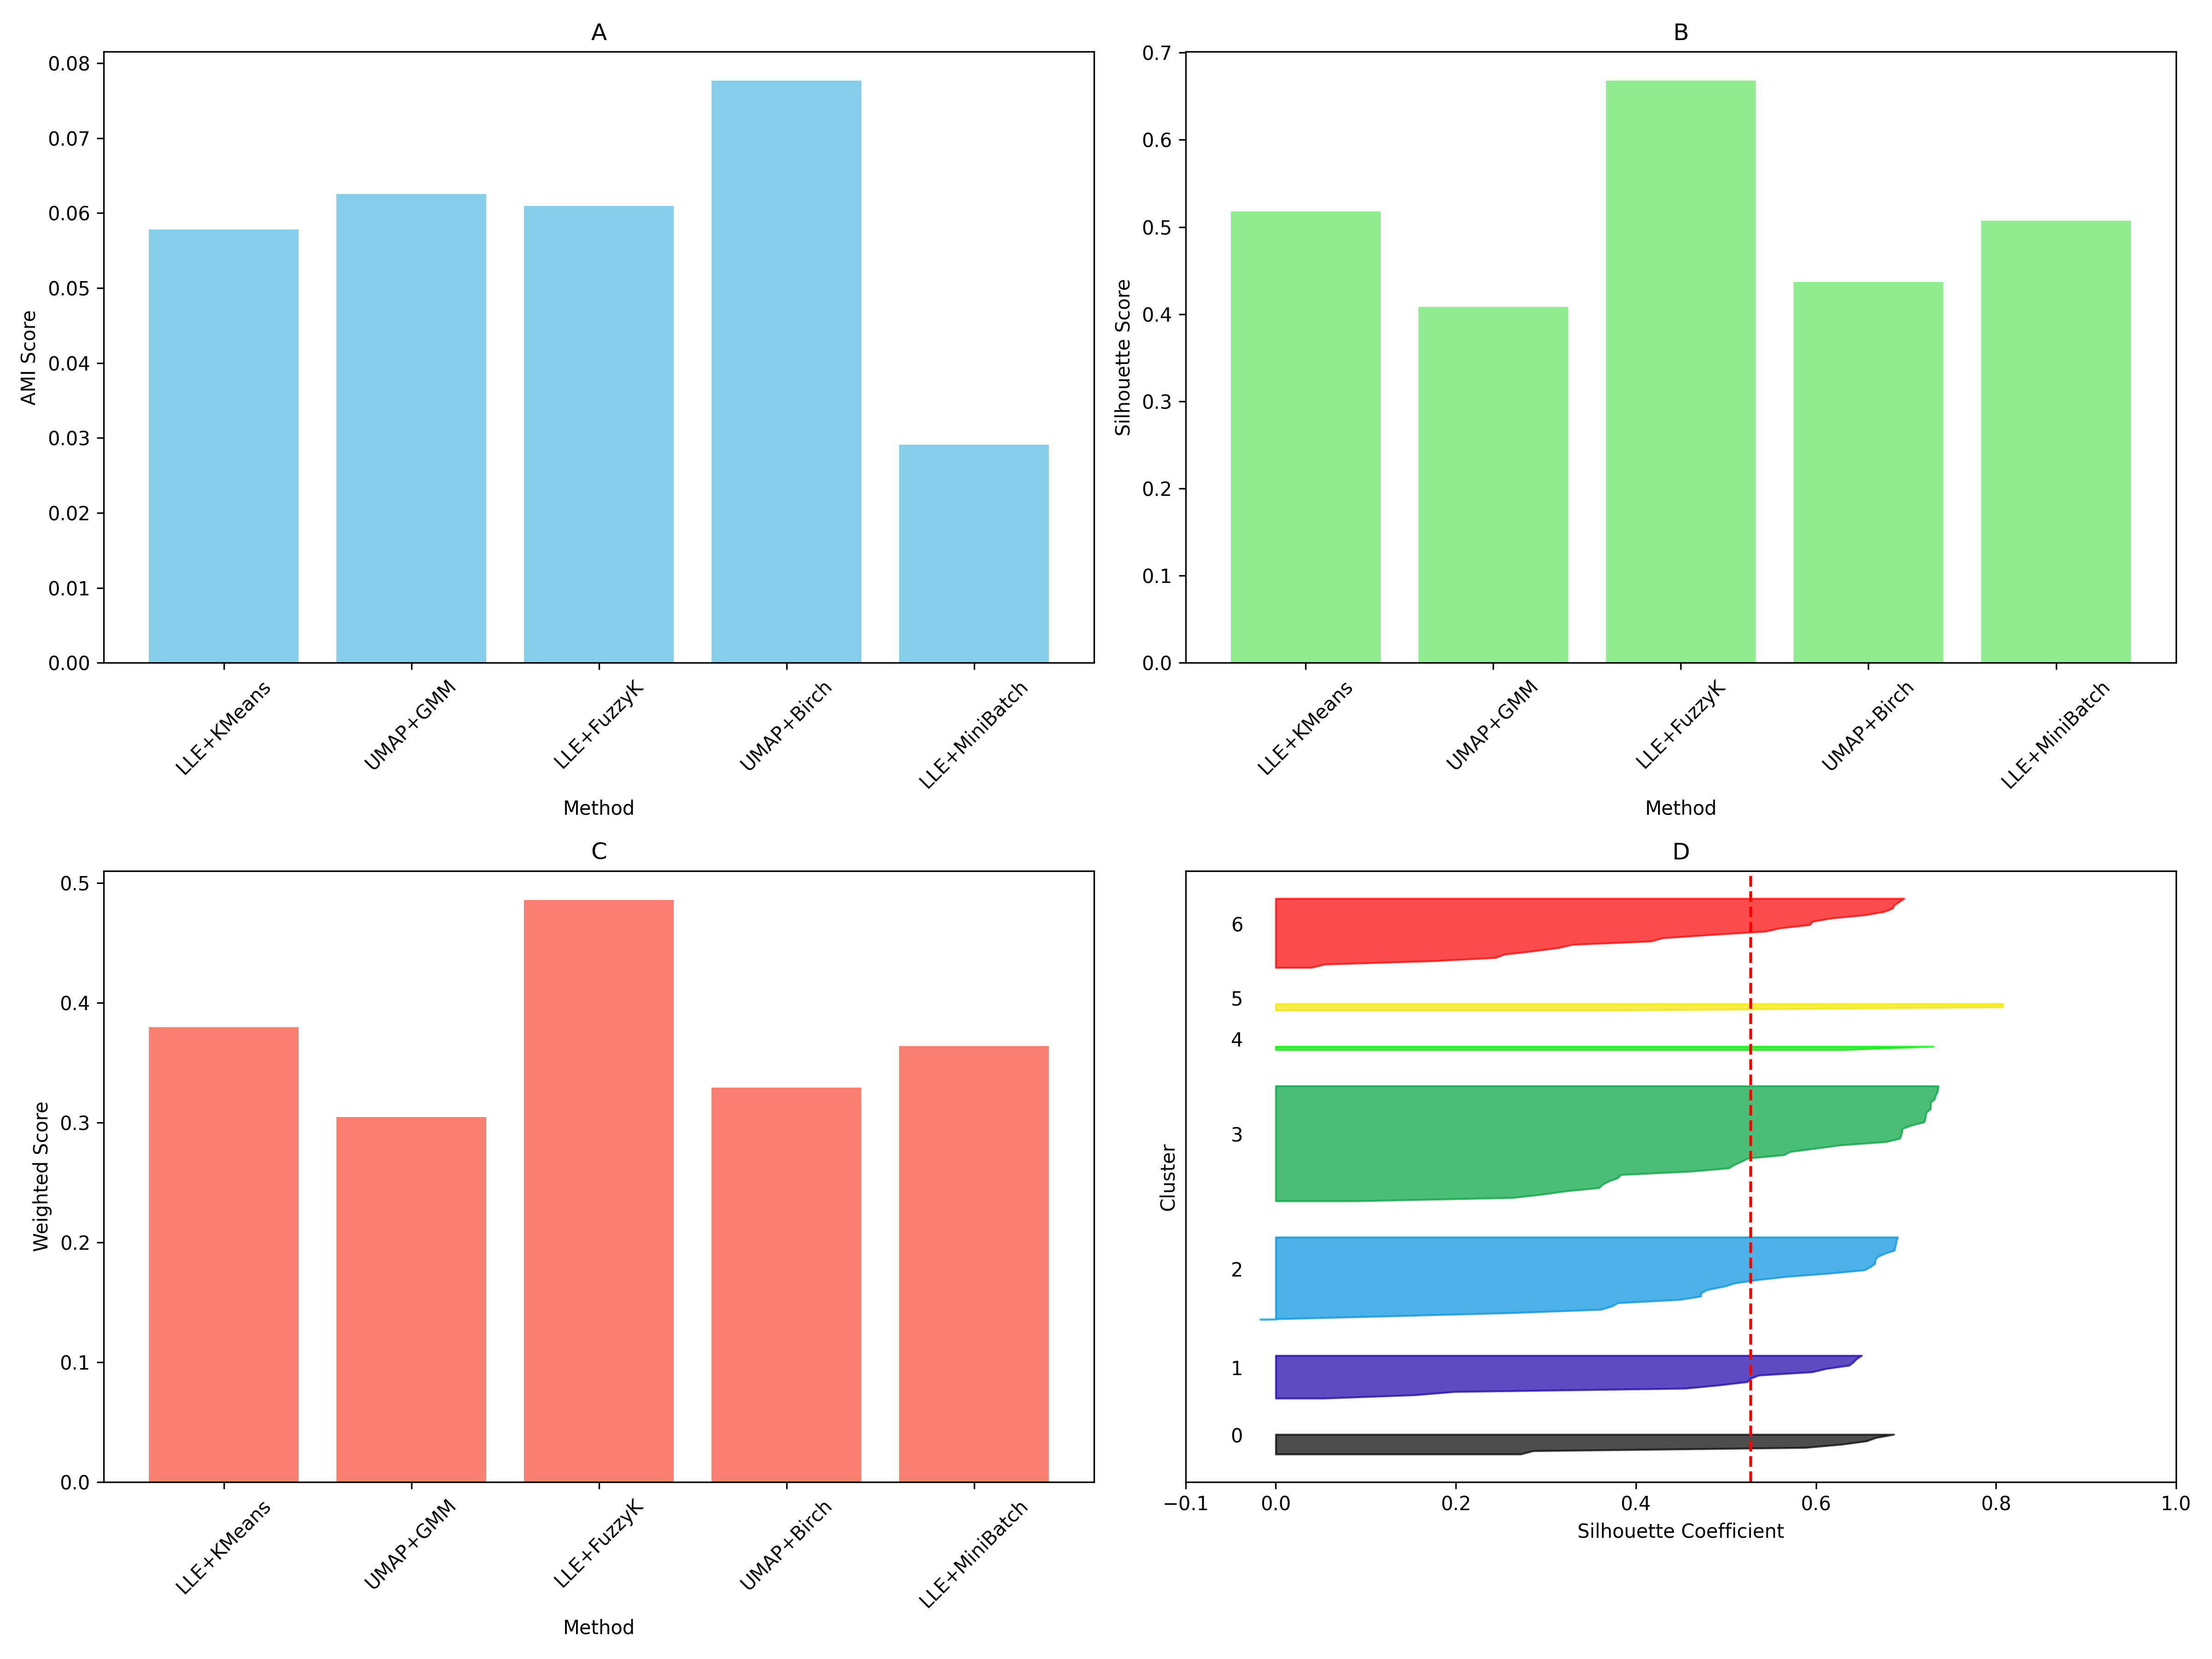 A
0.08
0.07
0.06
0.05
0.04
0.03
0.02
0.01
0.00
AMI Score
LLE+KMeans
UMAP+GMM
LLE+FuzzyK
UMAP+Birch
LLE+MiniBatch
Method
B
0.7
0.6
0.5
0.4
0.3
0.2
0.1
0.0
Silhouette Score
LLE+KMeans
UMAP+GMM
LLE+FuzzyK
UMAP+Birch
LLE+MiniBatch
Method
C
0.5
0.4
0.3
0.2
0.1
0.0
Weighted Score
LLE+KMeans
UMAP+GMM
LLE+FuzzyK
UMAP+Birch
LLE+MiniBatch
Method
D
6
5
4
3
2
1
0
Cluster
−0.1 0.0 0.2 0.4 0.6 0.8 1.0
Silhouette Coefficient